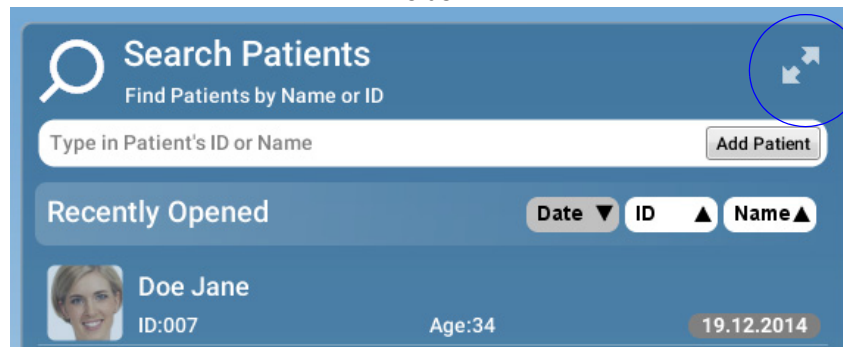 Search Patients
Find Patients by Name or ID
Type in Patient's ID or Name Add Patient
Recently Opened Date ▼ ID ▲ Name▲
Doe Jane
ID:007 Age:34 19.12.2014